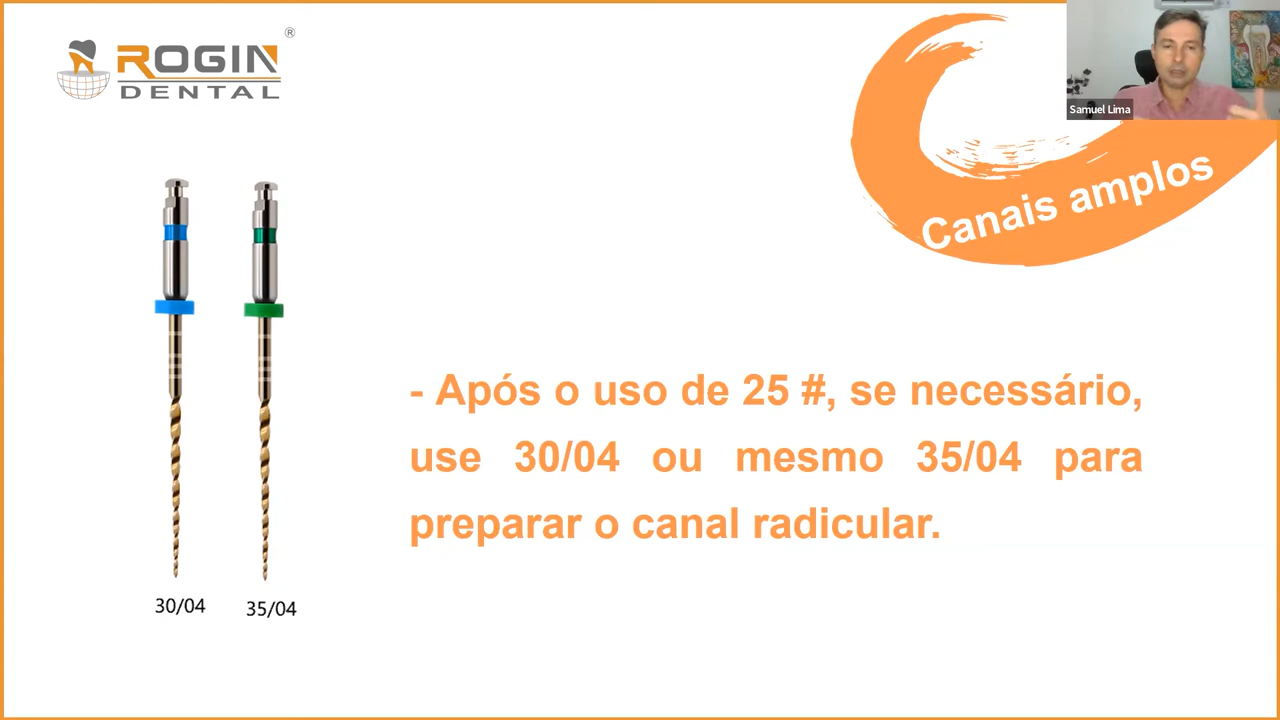 ROGIN ®
DENTAL
Samuel Lima
Canais amplos
- Após o uso de 25 #, se necessário,
use 30/04 ou mesmo 35/04 para
preparar o canal radicular.
30/04
35/04